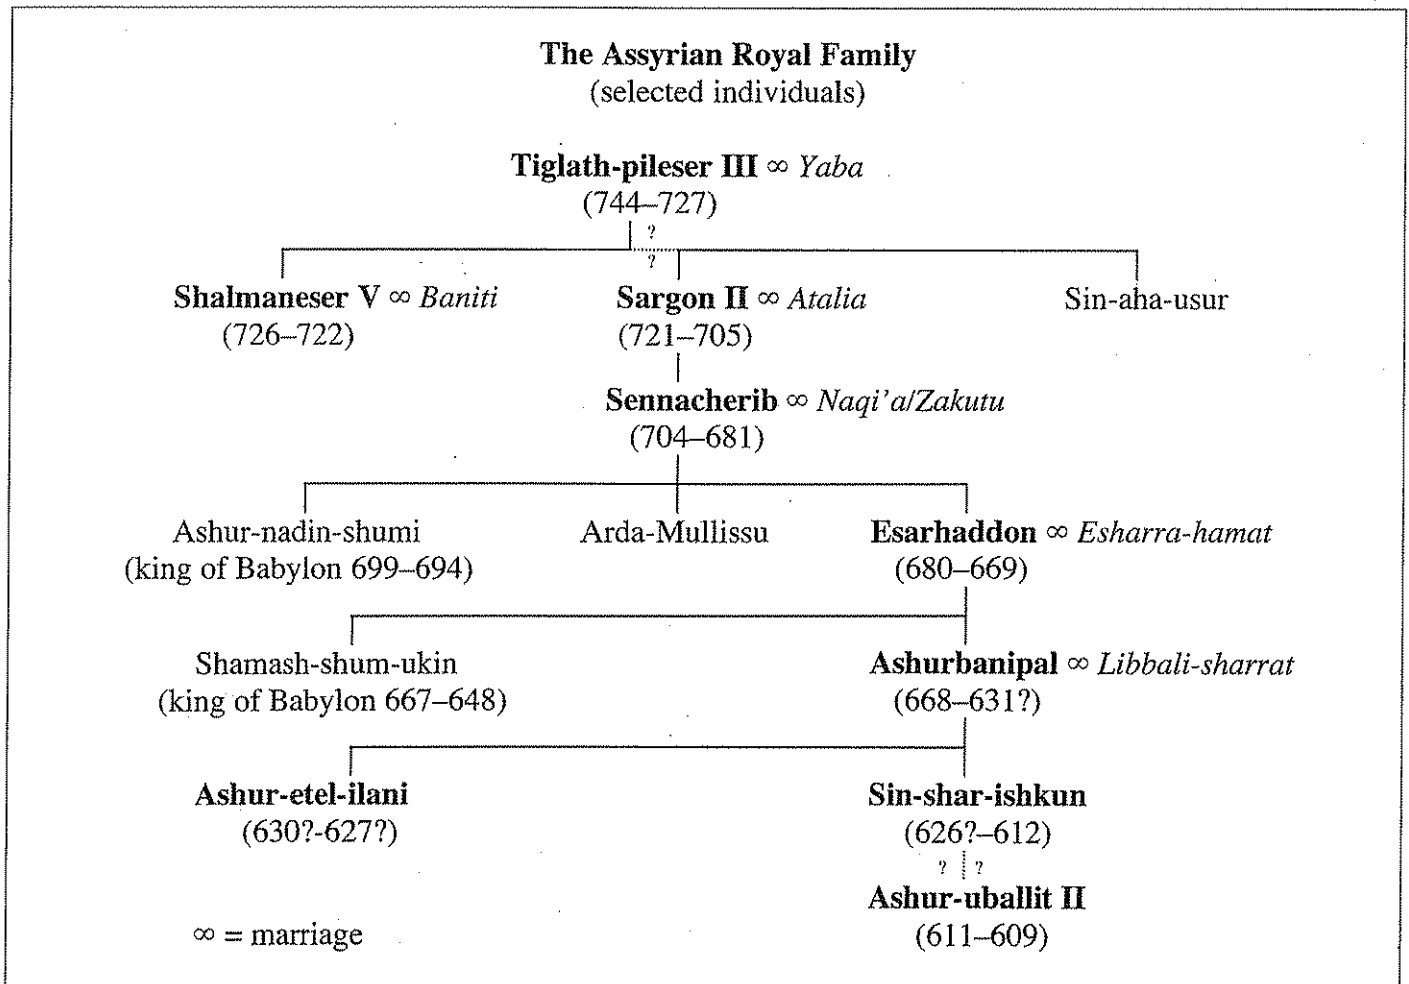 The Assyrian Royal Family
(selected individuals)
Tiglath-pileser III ∞ Yaba
(744–727)
?
?
Shalmaneser V ∞ Baniti
(726–722)
Sargon II ∞ Atalia
(721–705)
Sin-aha-usur
Sennacherib ∞ Naqi’a/Zakutu
(704–681)
Ashur-nadin-shumi
(king of Babylon 699–694)
Arda-Mullissu
Esarhaddon ∞ Esharra-hamat
(680–669)
Shamash-shum-ukin
(king of Babylon 667–648)
Ashurbanipal ∞ Libbali-sharrat
(668–631?)
Ashur-etel-ilani
(630?-627?)
Sin-shar-ishkun
(626?–612)
? ?
Ashur-uballit II
(611–609)
∞ = marriage